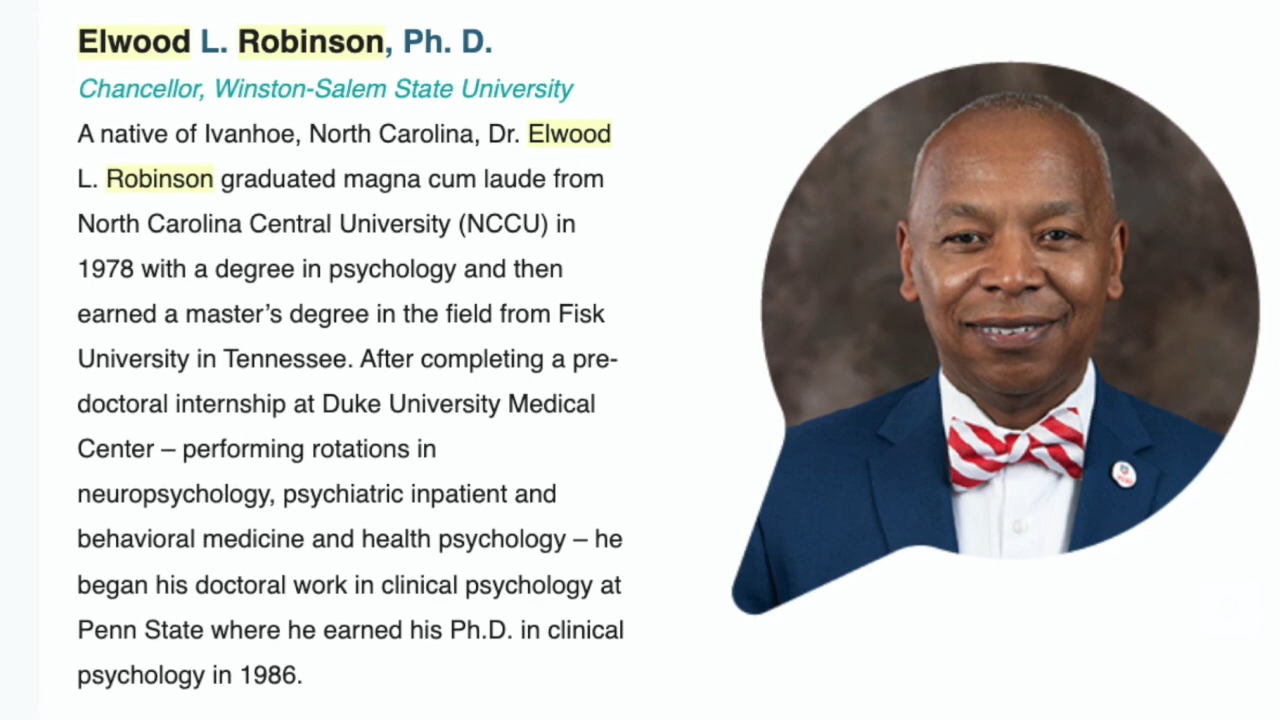 Elwood L. Robinson, Ph. D.
Chancellor, Winston-Salem State University
A native of Ivanhoe, North Carolina, Dr. Elwood
L. Robinson graduated magna cum laude from
North Carolina Central University (NCCU) in
1978 with a degree in psychology and then
earned a master’s degree in the field from Fisk
University in Tennessee. After completing a pre-
doctoral internship at Duke University Medical
Center – performing rotations in
neuropsychology, psychiatric inpatient and
behavioral medicine and health psychology – he
began his doctoral work in clinical psychology at
Penn State where he earned his Ph.D. in clinical
psychology in 1986.